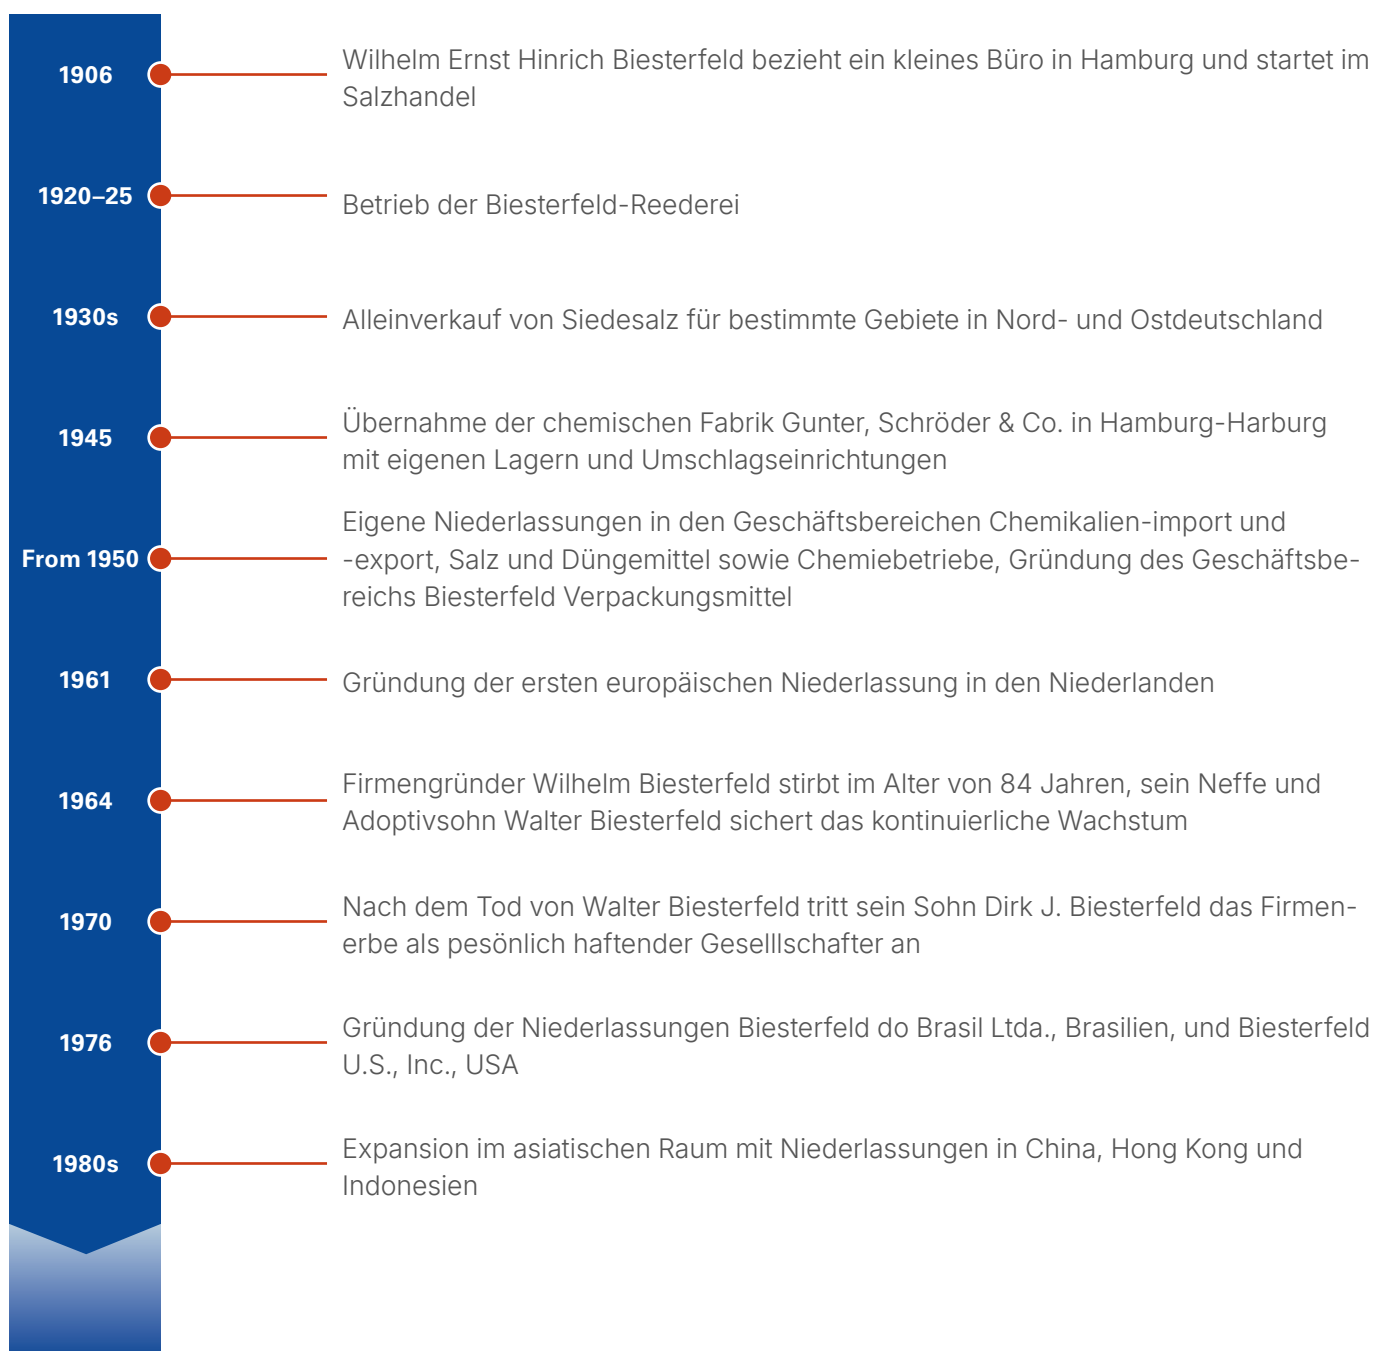 1906
Wilhelm Ernst Hinrich Biesterfeld bezieht ein kleines Büro in Hamburg und startet im
Salzhandel
1920–25
Betrieb der Biesterfeld-Reederei
1930s
Alleinverkauf von Siedesalz für bestimmte Gebiete in Nord- und Ostdeutschland
1945
Übernahme der chemischen Fabrik Gunter, Schröder & Co. in Hamburg-Harburg
mit eigenen Lagern und Umschlagseinrichtungen
From 1950
Eigene Niederlassungen in den Geschäftsbereichen Chemikalien-import und
-export, Salz und Düngemittel sowie Chemiebetriebe, Gründung des Geschäftsbe-
reichs Biesterfeld Verpackungsmittel
1961
Gründung der ersten europäischen Niederlassung in den Niederlanden
1964
Firmengründer Wilhelm Biesterfeld stirbt im Alter von 84 Jahren, sein Neffe und
Adoptivsohn Walter Biesterfeld sichert das kontinuierliche Wachstum
1970
Nach dem Tod von Walter Biesterfeld tritt sein Sohn Dirk J. Biesterfeld das Firmen-
erbe als pesönlich haftender Geselllschafter an
1976
Gründung der Niederlassungen Biesterfeld do Brasil Ltda., Brasilien, und Biesterfeld
U.S., Inc., USA
1980s
Expansion im asiatischen Raum mit Niederlassungen in China, Hong Kong und
Indonesien